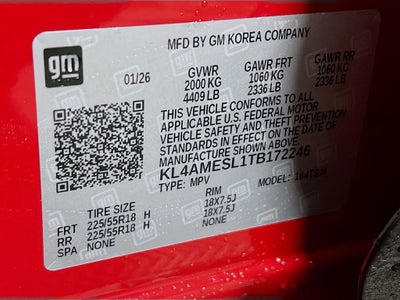 gm
MFD BY GM KOREA COMPANY
01/26
GVWR GAWR FRT GAWR RR
2000 KG 1060 KG 1060 KG
4409 LB 2336 LB 2336 LB
THIS VEHICLE CONFORMS TO ALL
APPLICABLE U.S. FEDERAL MOTOR
VEHICLE SAFETY AND THEFT PREVENTION
STANDARDS IN EFFECT ON THE DATE OF
MANUFACTURE SHOWN ABOVE.
KL4AMESL1TB172246
TYPE: MPV MODEL:
TIRE SIZE RIM
FRT 225/55R18 H 18X7.5J
RR 225/55R18 H 18X7.5J
SPA NONE NONE